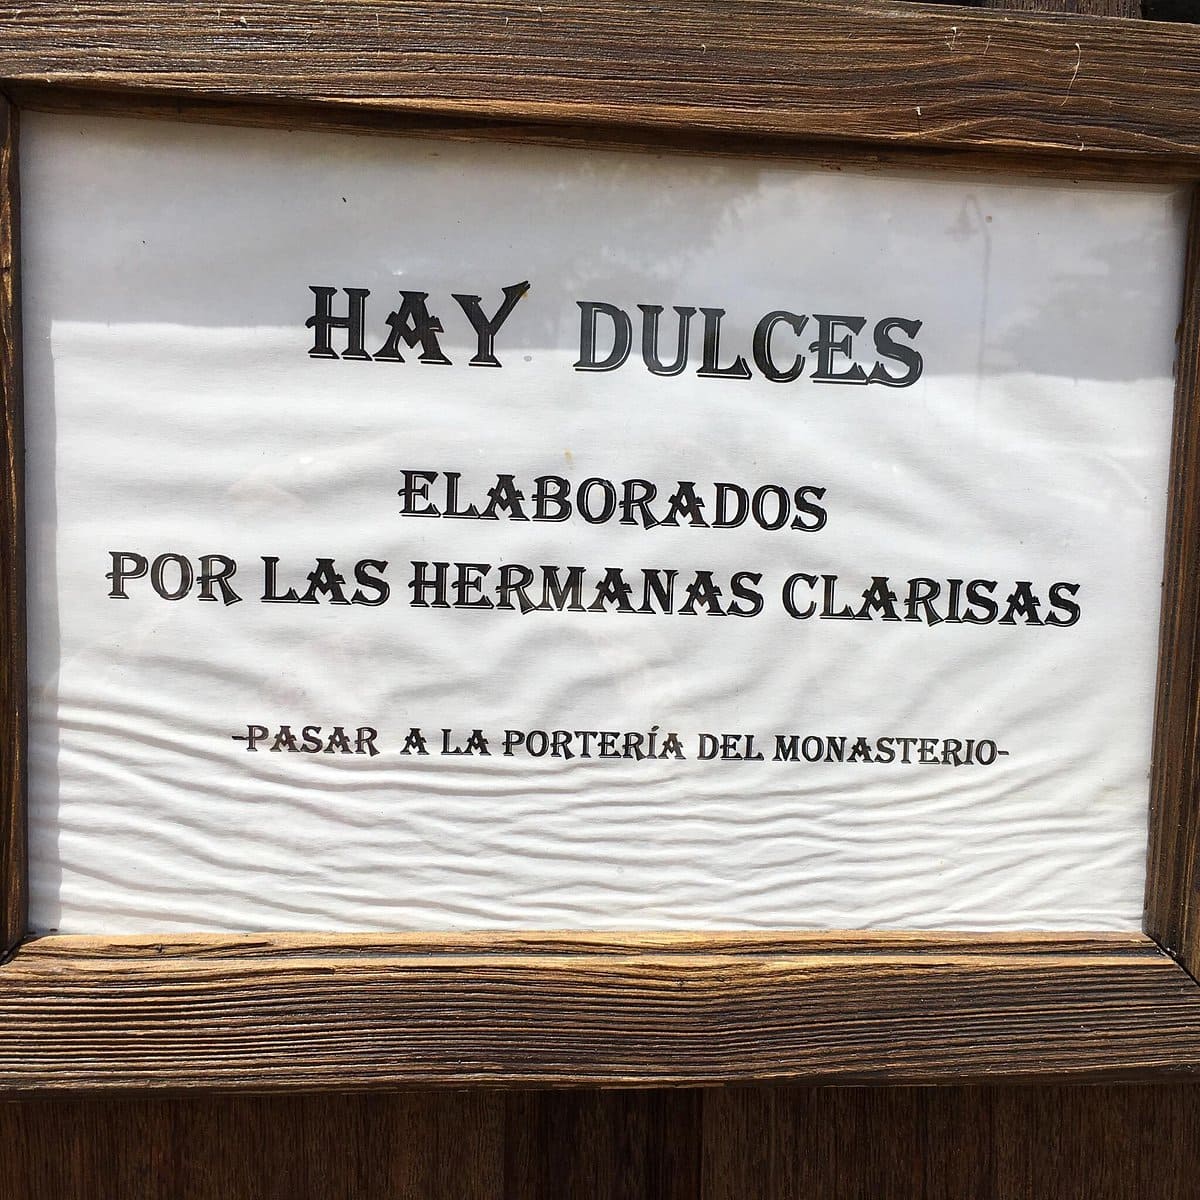 HAY DULCES
ELABORADOS
POR LAS HERMANAS CLARISAS
-PASAR A LA PORTERÍA DEL MONASTERIO-